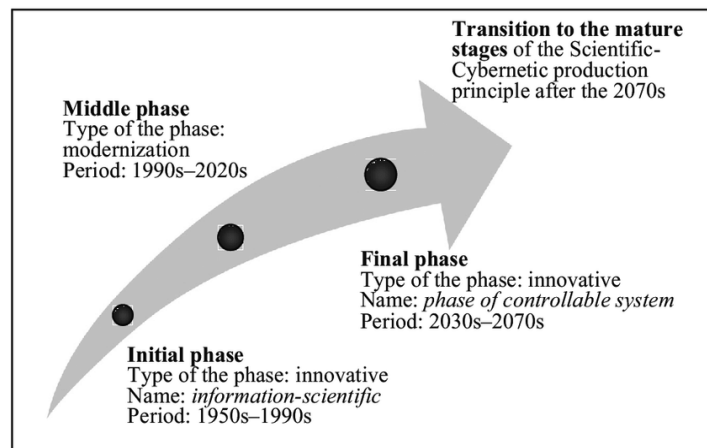 Transition to the mature
stages of the Scientific-
Cybernetic production
principle after the 2070s
Middle phase
Type of the phase:
modernization
Period: 1990s–2020s
Final phase
Type of the phase: innovative
Name: phase of controllable system
Period: 2030s–2070s
Initial phase
Type of the phase: innovative
Name: information-scientific
Period: 1950s–1990s